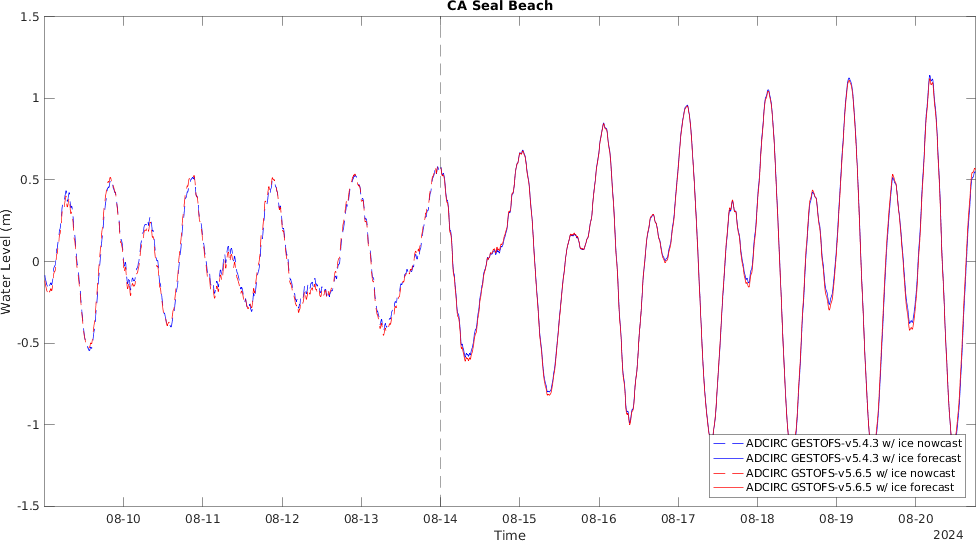 CA Seal Beach
1.5
1
0.5
0
-0.5
-1
-1.5
Water Level (m)
08-10 08-11 08-12 08-13 08-14 08-15 08-16 08-17 08-18 08-19 08-20
Time
2024
ADCIRC GESTOFS-v5.4.3 w/ ice nowcast
ADCIRC GESTOFS-v5.4.3 w/ ice forecast
ADCIRC GSTOFS-v5.6.5 w/ ice nowcast
ADCIRC GSTOFS-v5.6.5 w/ ice forecast